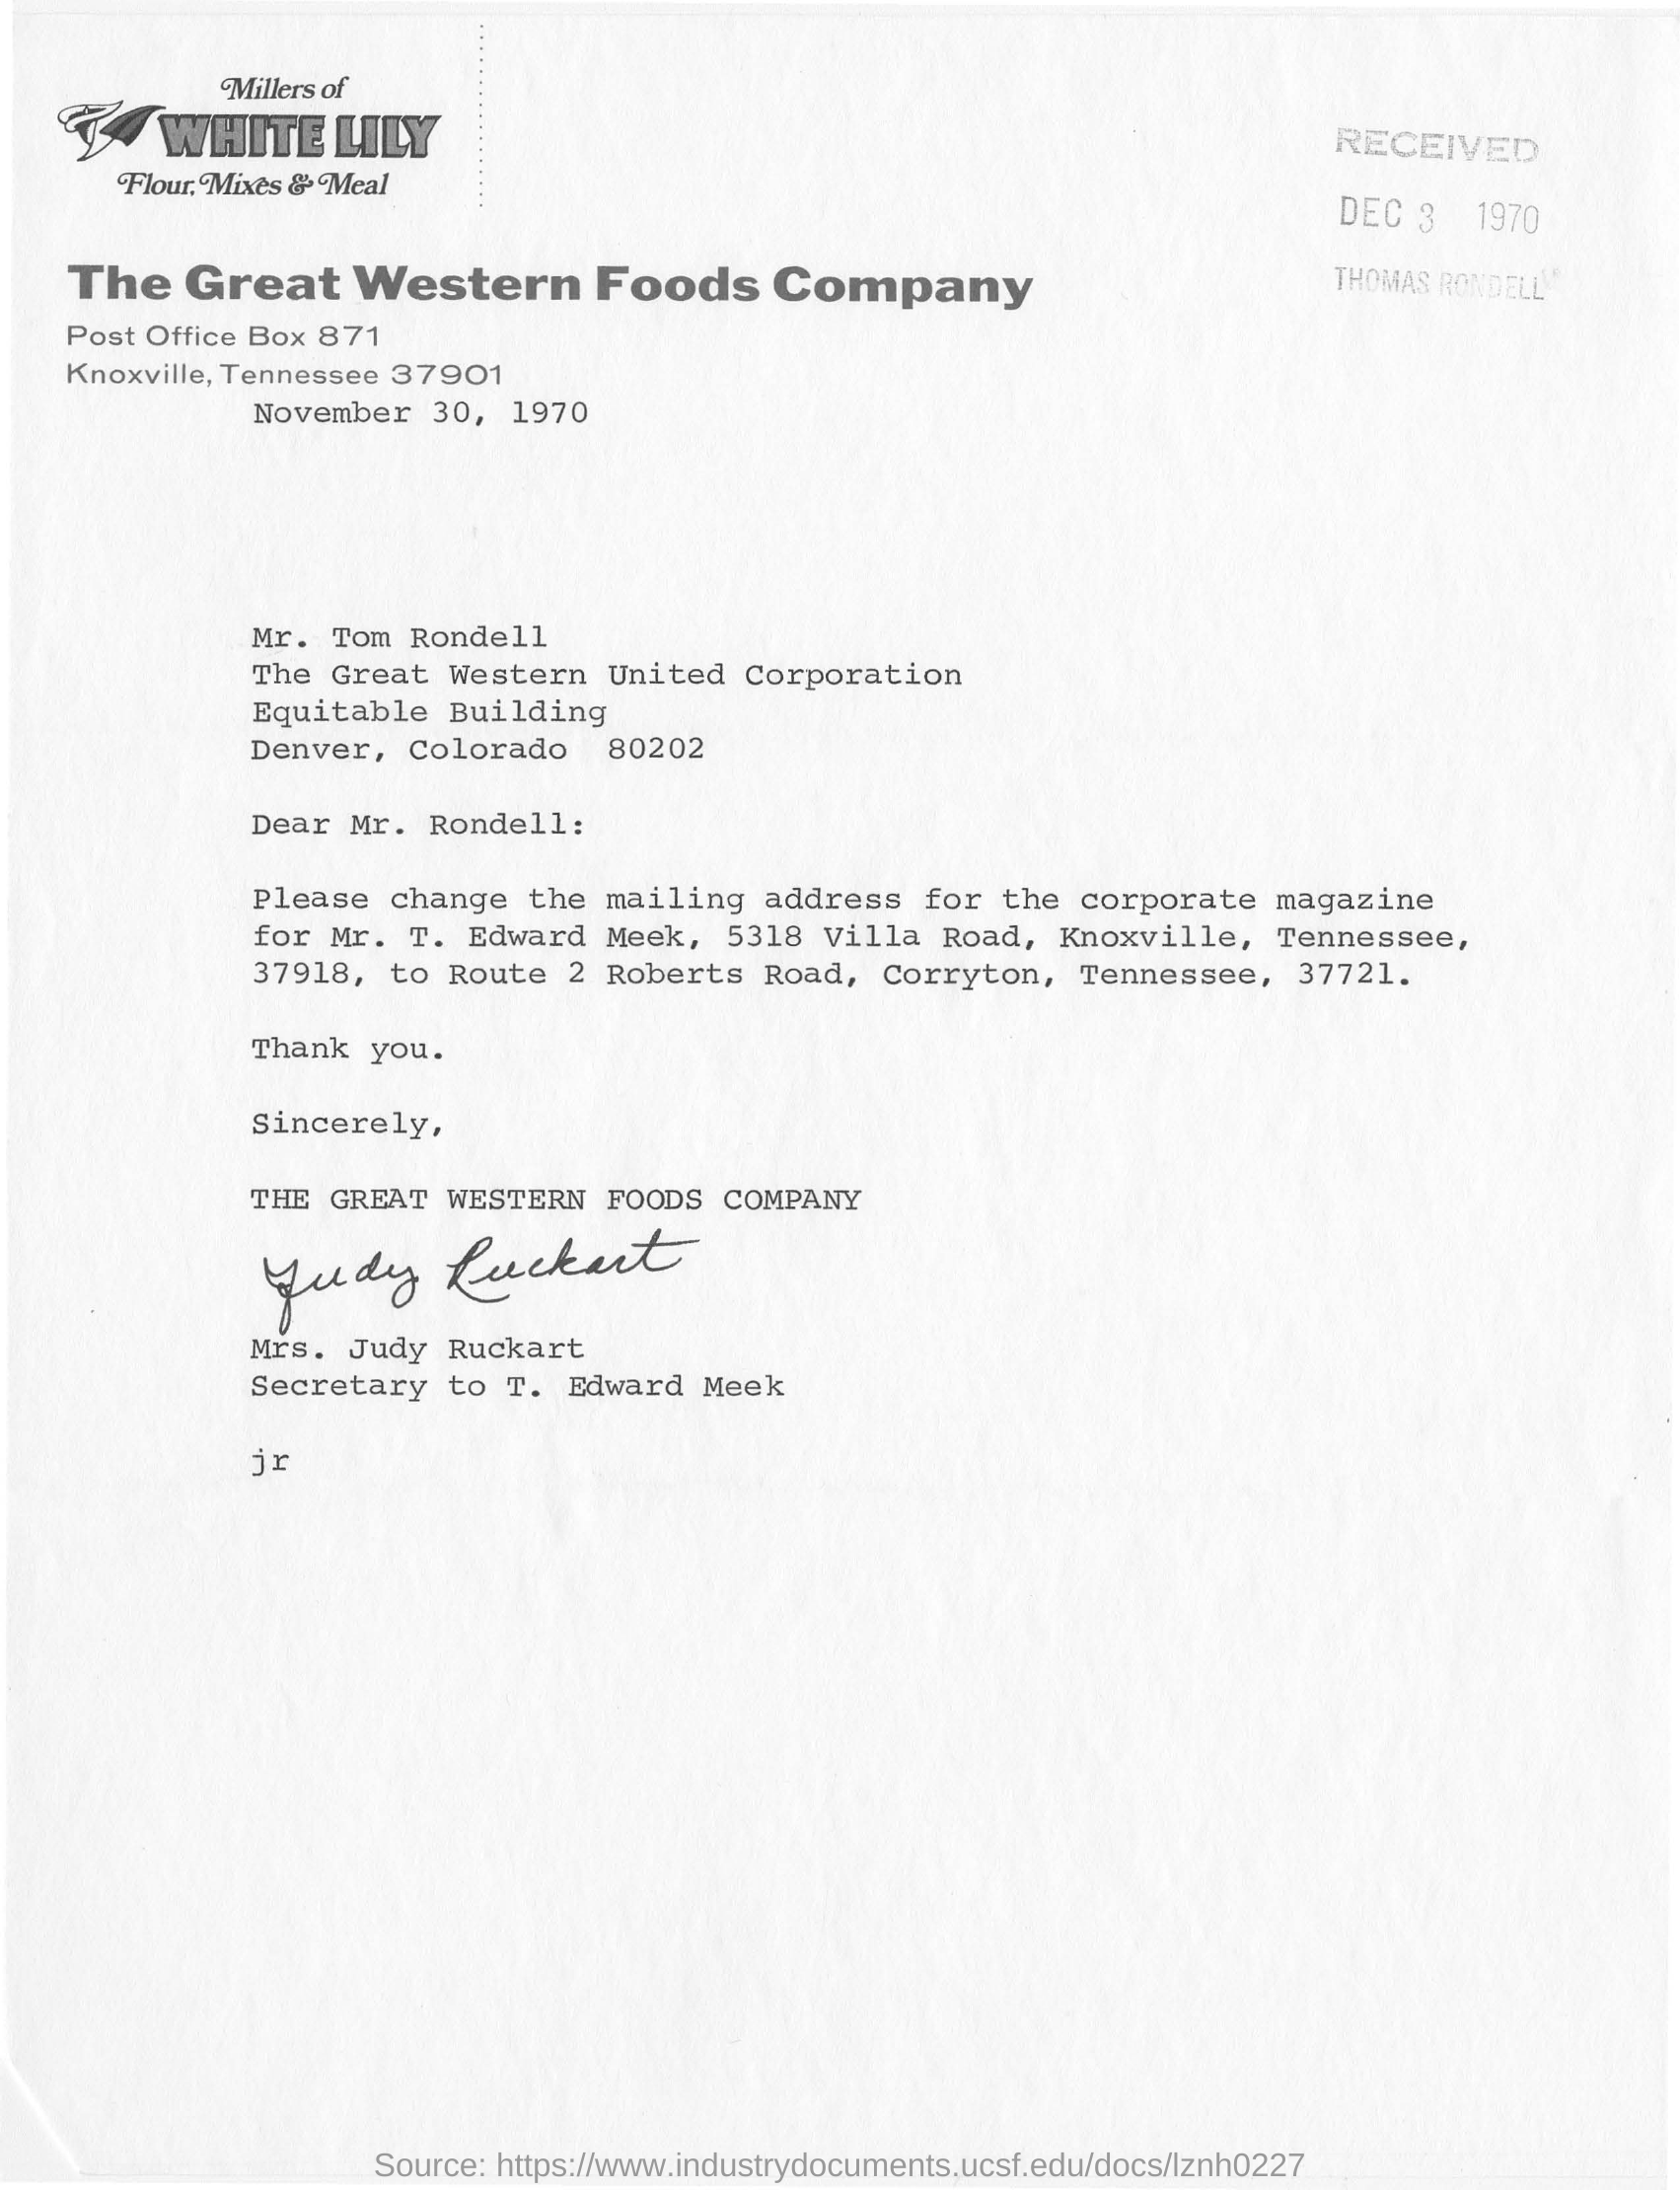 Millers of
WHITE LILY
Flour, Mixes & Meal
RECEIVED
DEC 3 1970
THOMAS RONDELL
The Great Western Foods Company
Post Office Box 871
Knoxville, Tennessee 37901
November 30, 1970
Mr. Tom Rondell
The Great Western United Corporation
Equitable Building
Denver, Colorado 80202
Dear Mr. Rondell:
Please change the mailing address for the corporate magazine
for Mr. T. Edward Meek, 5318 Villa Road, Knoxville, Tennessee,
37918, to Route 2 Roberts Road, Corryton, Tennessee, 37721.
Thank you.
Sincerely,
THE GREAT WESTERN FOODS COMPANY
Judy Ruckart
Mrs. Judy Ruckart
Secretary to T. Edward Meek
jr
Source: https://www.industrydocuments.ucsf.edu/docs/lznh0227